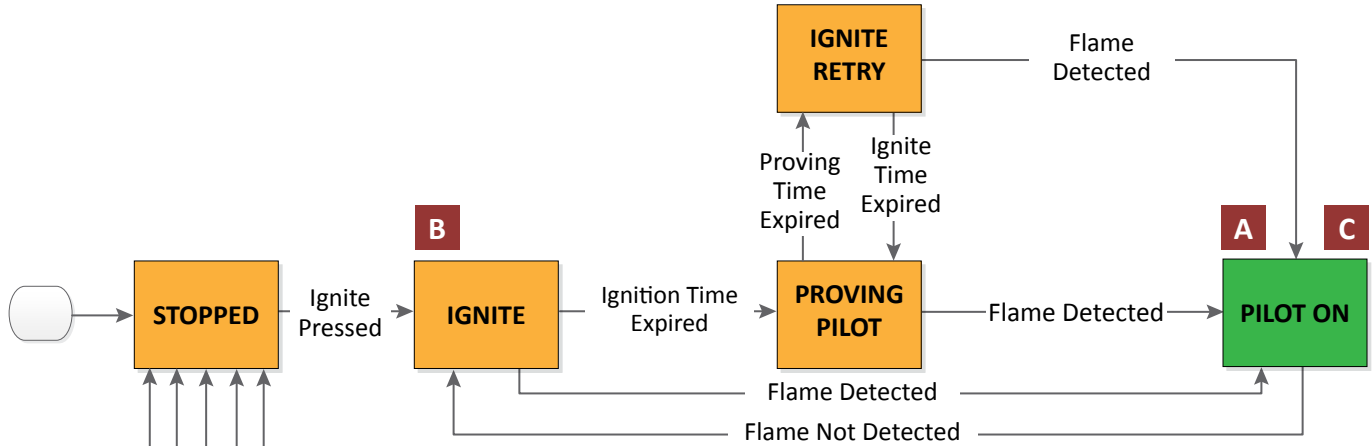 IGNITE
RETRY
Flame
Detected
Proving
Time
Expired
Ignite
Time
Expired
B
A
C
STOPPED
Ignite
Pressed
IGNITE
Ignition Time
Expired
PROVING
PILOT
Flame Detected
PILOT ON
Flame Detected
Flame Not Detected